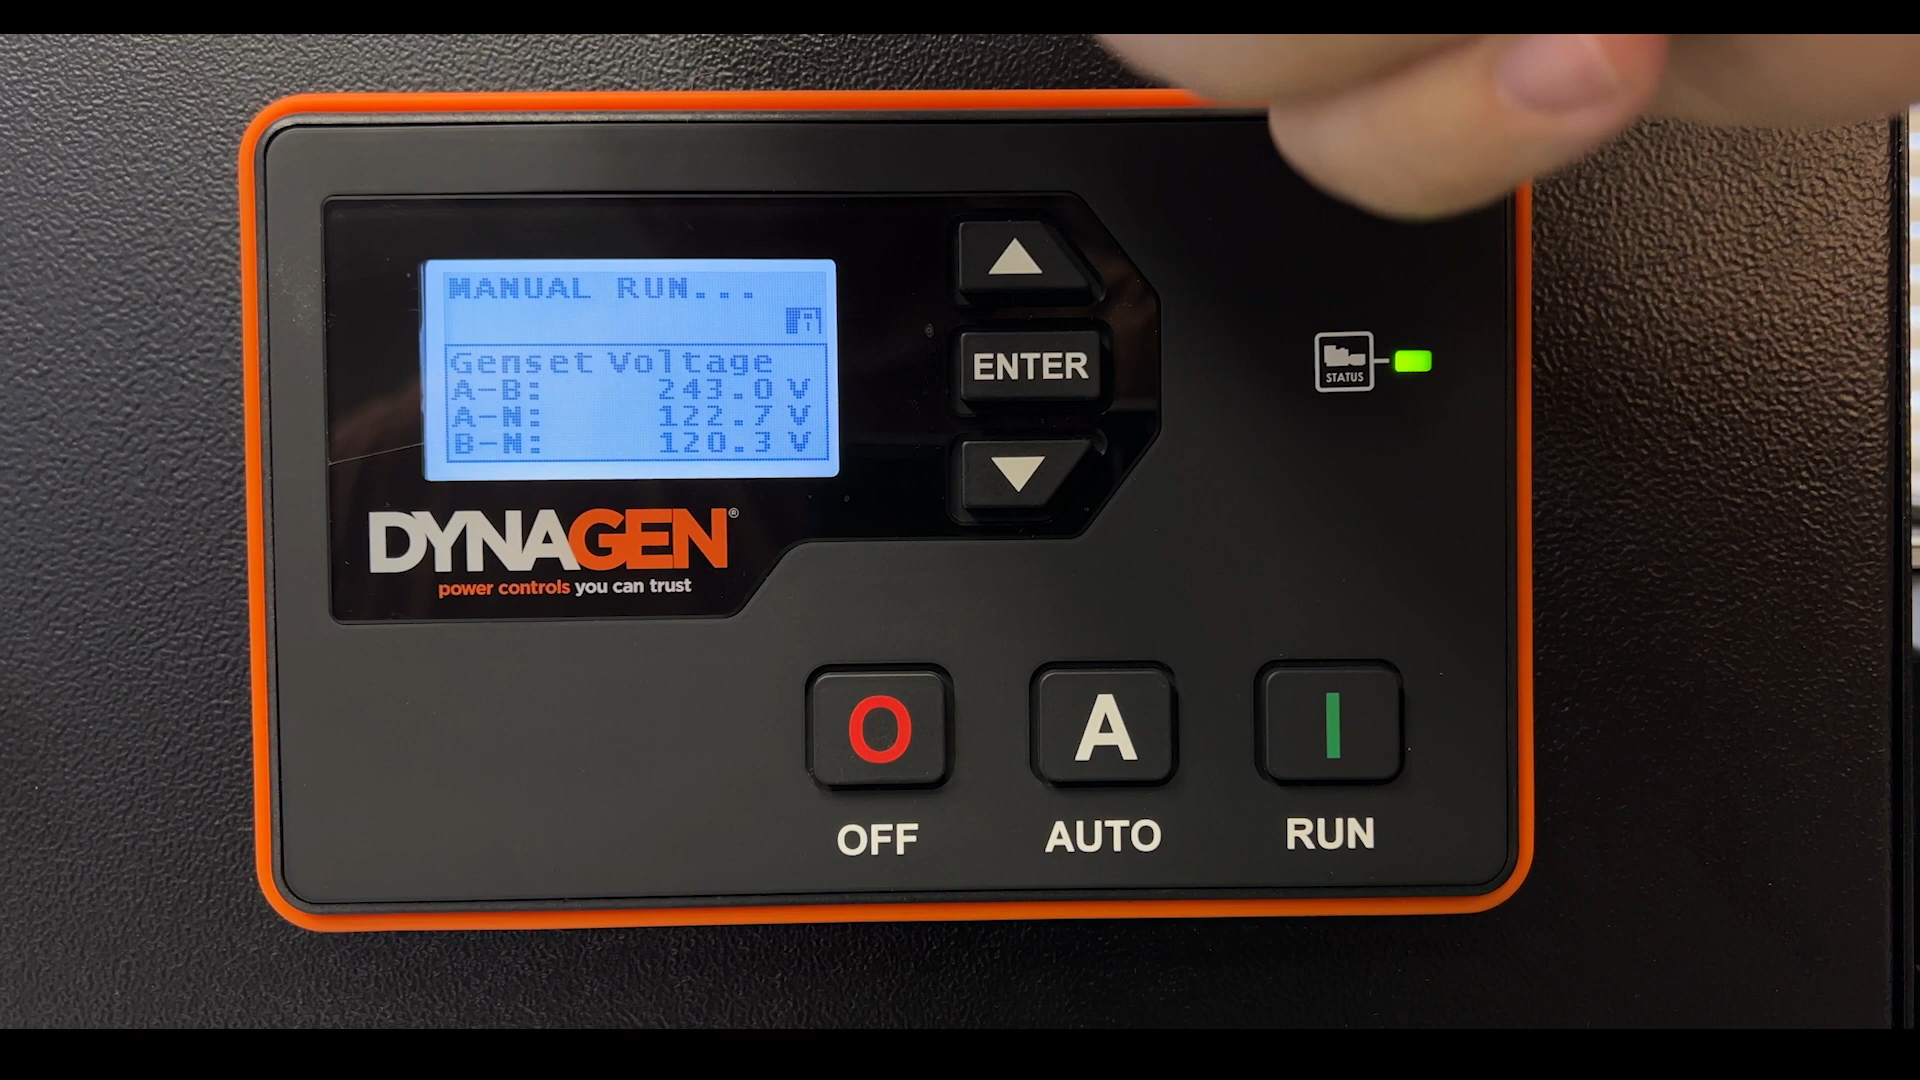 MANUAL RUN...
Genset Voltage
A-B: 243.0 V
A-N: 122.7 V
B-N: 120.3 V
ENTER
STATUS
DYNAGEN®
power controls you can trust
O A I
OFF AUTO RUN